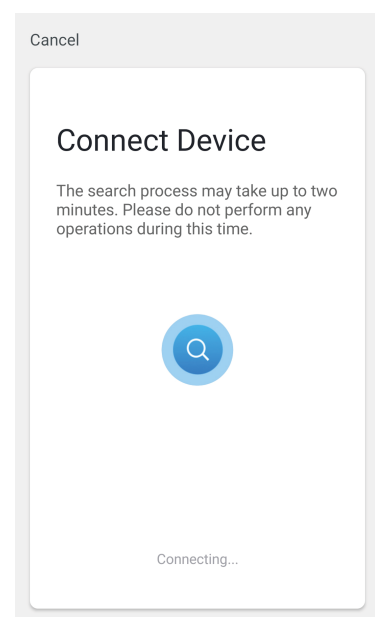 Cancel
Connect Device
The search process may take up to two
minutes. Please do not perform any
operations during this time.
Connecting...